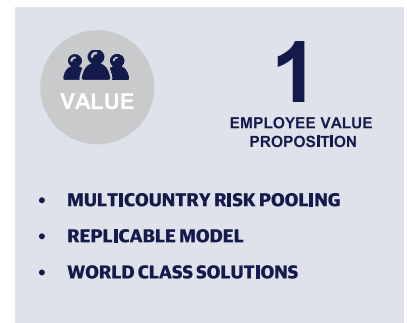 VALUE
1
EMPLOYEE VALUE
PROPOSITION
• MULTICOUNTRY RISK POOLING
• REPLICABLE MODEL
• WORLD CLASS SOLUTIONS